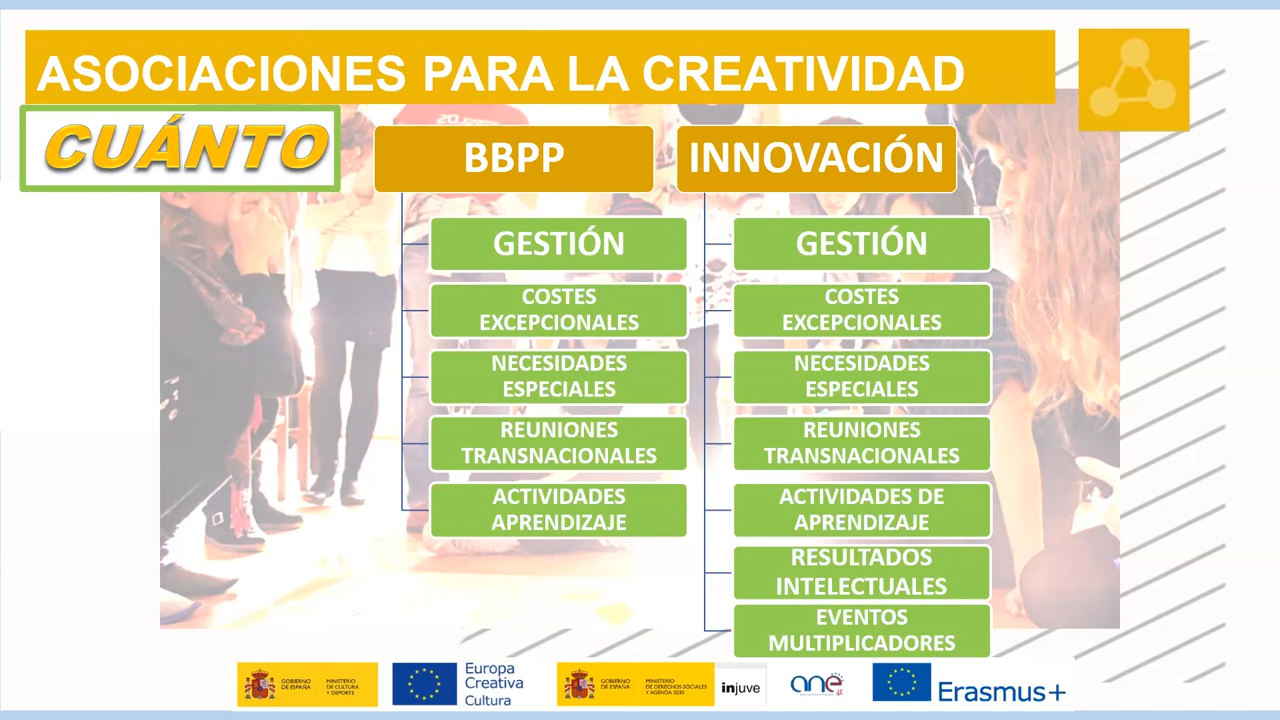 ASOCIACIONES PARA LA CREATIVIDAD
CUÁNTO
BBPP
GESTIÓN
COSTES
EXCEPCIONALES
NECESIDADES
ESPECIALES
REUNIONES
TRANSNACIONALES
ACTIVIDADES
APRENDIZAJE
INNOVACIÓN
GESTIÓN
COSTES
EXCEPCIONALES
NECESIDADES
ESPECIALES
REUNIONES
TRANSNACIONALES
ACTIVIDADES DE
APRENDIZAJE
RESULTADOS
INTELECTUALES
EVENTOS
MULTIPLICADORES
GOBIERNO
DE ESPAÑA
MINISTERIO
DE CULTURA
Y DEPORTE
Europa
Creativa
Cultura
GOBIERNO
DE ESPAÑA
MINISTERIO
DE DERECHOS SOCIALES
Y AGENDA 2030
injuve
ane
Erasmus+